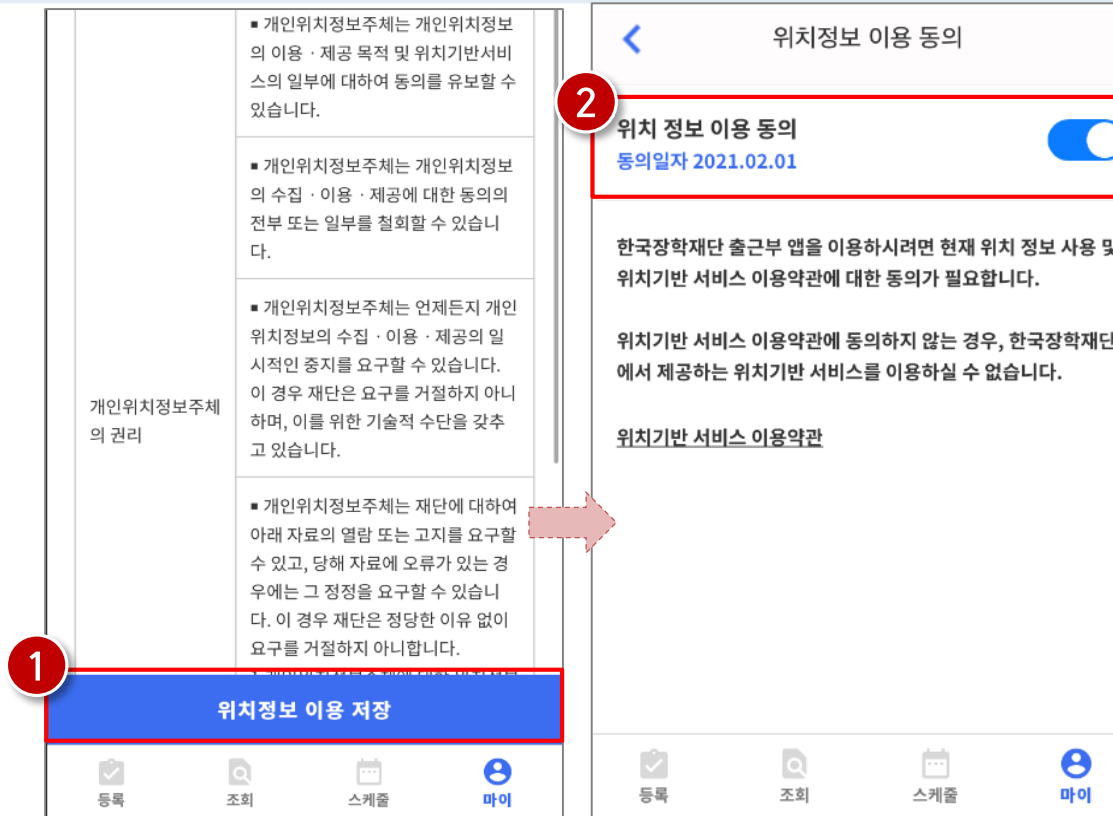 ■ 개인위치정보주체는 개인위치정보
의 이용 · 제공 목적 및 위치기반서비
스의 일부에 대하여 동의를 유보할 수
있습니다.
■ 개인위치정보주체는 개인위치정보
의 수집 · 이용 · 제공에 대한 동의의
전부 또는 일부를 철회할 수 있습니
다.
■ 개인위치정보주체는 언제든지 개인
위치정보의 수집 · 이용 · 제공의 일
시적인 중지를 요구할 수 있습니다.
이 경우 재단은 요구를 거절하지 아니
하며, 이를 위한 기술적 수단을 갖추
고 있습니다.
개인위치정보주체
의 권리
■ 개인위치정보주체는 재단에 대하여
아래 자료의 열람 또는 고지를 요구할
수 있고, 당해 자료에 오류가 있는 경
우에는 그 정정을 요구할 수 있습니
다. 이 경우 재단은 정당한 이유 없이
요구를 거절하지 아니합니다.
1
위치정보 이용 저장
등록 조회 스케줄 마이
위치정보 이용 동의
2
위치 정보 이용 동의
동의일자 2021.02.01
한국장학재단 출근부 앱을 이용하시려면 현재 위치 정보 사용 및
위치기반 서비스 이용약관에 대한 동의가 필요합니다.
위치기반 서비스 이용약관에 동의하지 않는 경우, 한국장학재단
에서 제공하는 위치기반 서비스를 이용하실 수 없습니다.
위치기반 서비스 이용약관
등록 조회 스케줄 마이